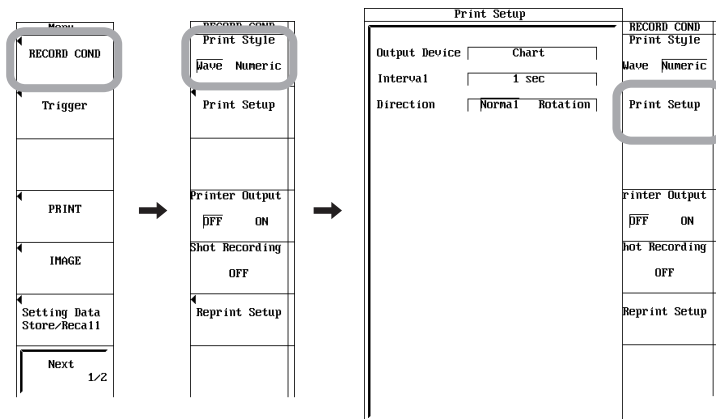 Menu
RECORD COND
Trigger
PRINT
IMAGE
Setting Data
Store/Recall
Next
1/2
RECORD COND
Print Style
Wave Numeric
Print Setup
Printer Output
OFF ON
Shot Recording
OFF
Reprint Setup
Print Setup
Output Device Chart
Interval 1 sec
Direction Normal Rotation
RECORD COND
Print Style
Wave Numeric
Print Setup
rinter Output
OFF ON
hot Recording
OFF
Reprint Setup